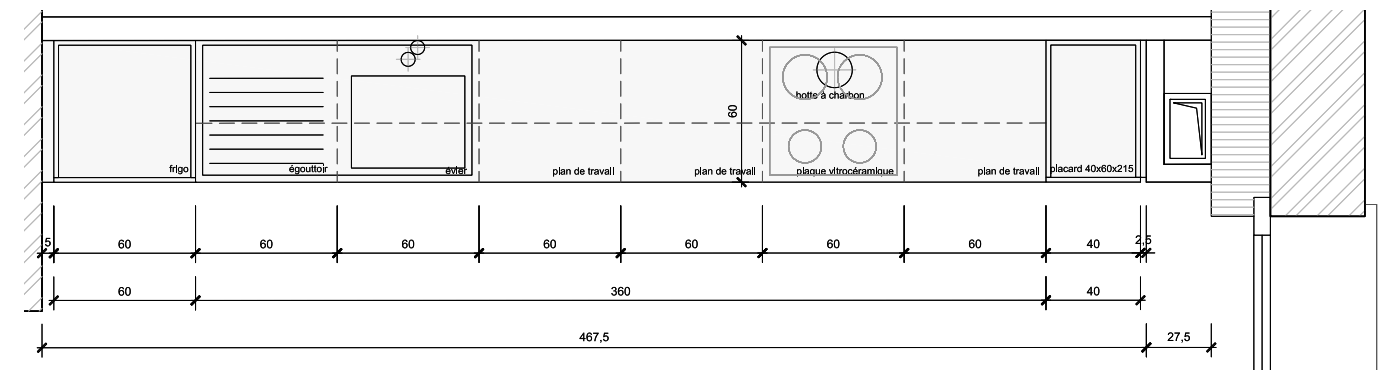 60
hotte à charbon
frigo
égouttoir
évier
plan de travail
plan de travail
plaque vitrocéramique
plan de travail
placard 40x60x215
5
60
60
60
60
60
60
60
40
2,5
60
360
40
467,5
27,5